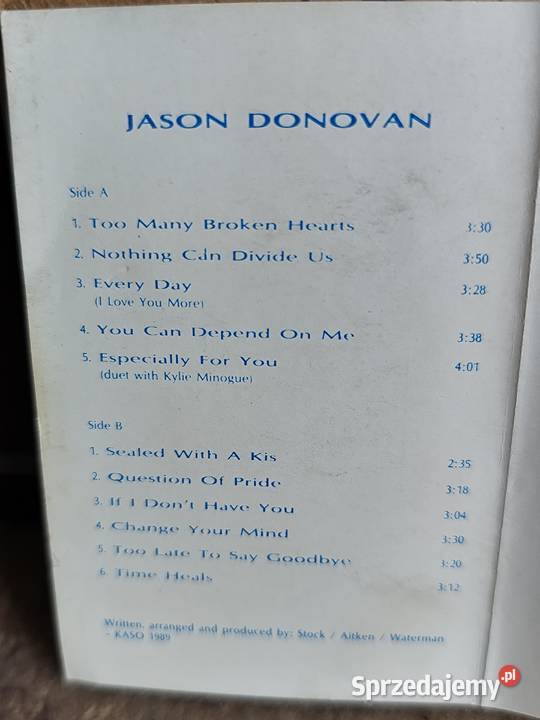 JASON DONOVAN
Side A
1. Too Many Broken Hearts 3:30
2. Nothing Can Divide Us 3:50
3. Every Day 3:28
(I Love You More)
4. You Can Depend On Me 3:38
5. Especially For You 4:01
(duet with Kylie Minogue)
Side B
1. Sealed With A Kis 2:35
2. Question Of Pride 3:18
3. If I Don't Have You 3:04
4. Change Your Mind 3:30
5. Too Late To Say Goodbye 3:20
6 Time Heals 3:12
Written, arranged and produced by: Stock / Aitken / Waterman
- KASO 1989
Sprzedajemy.pl